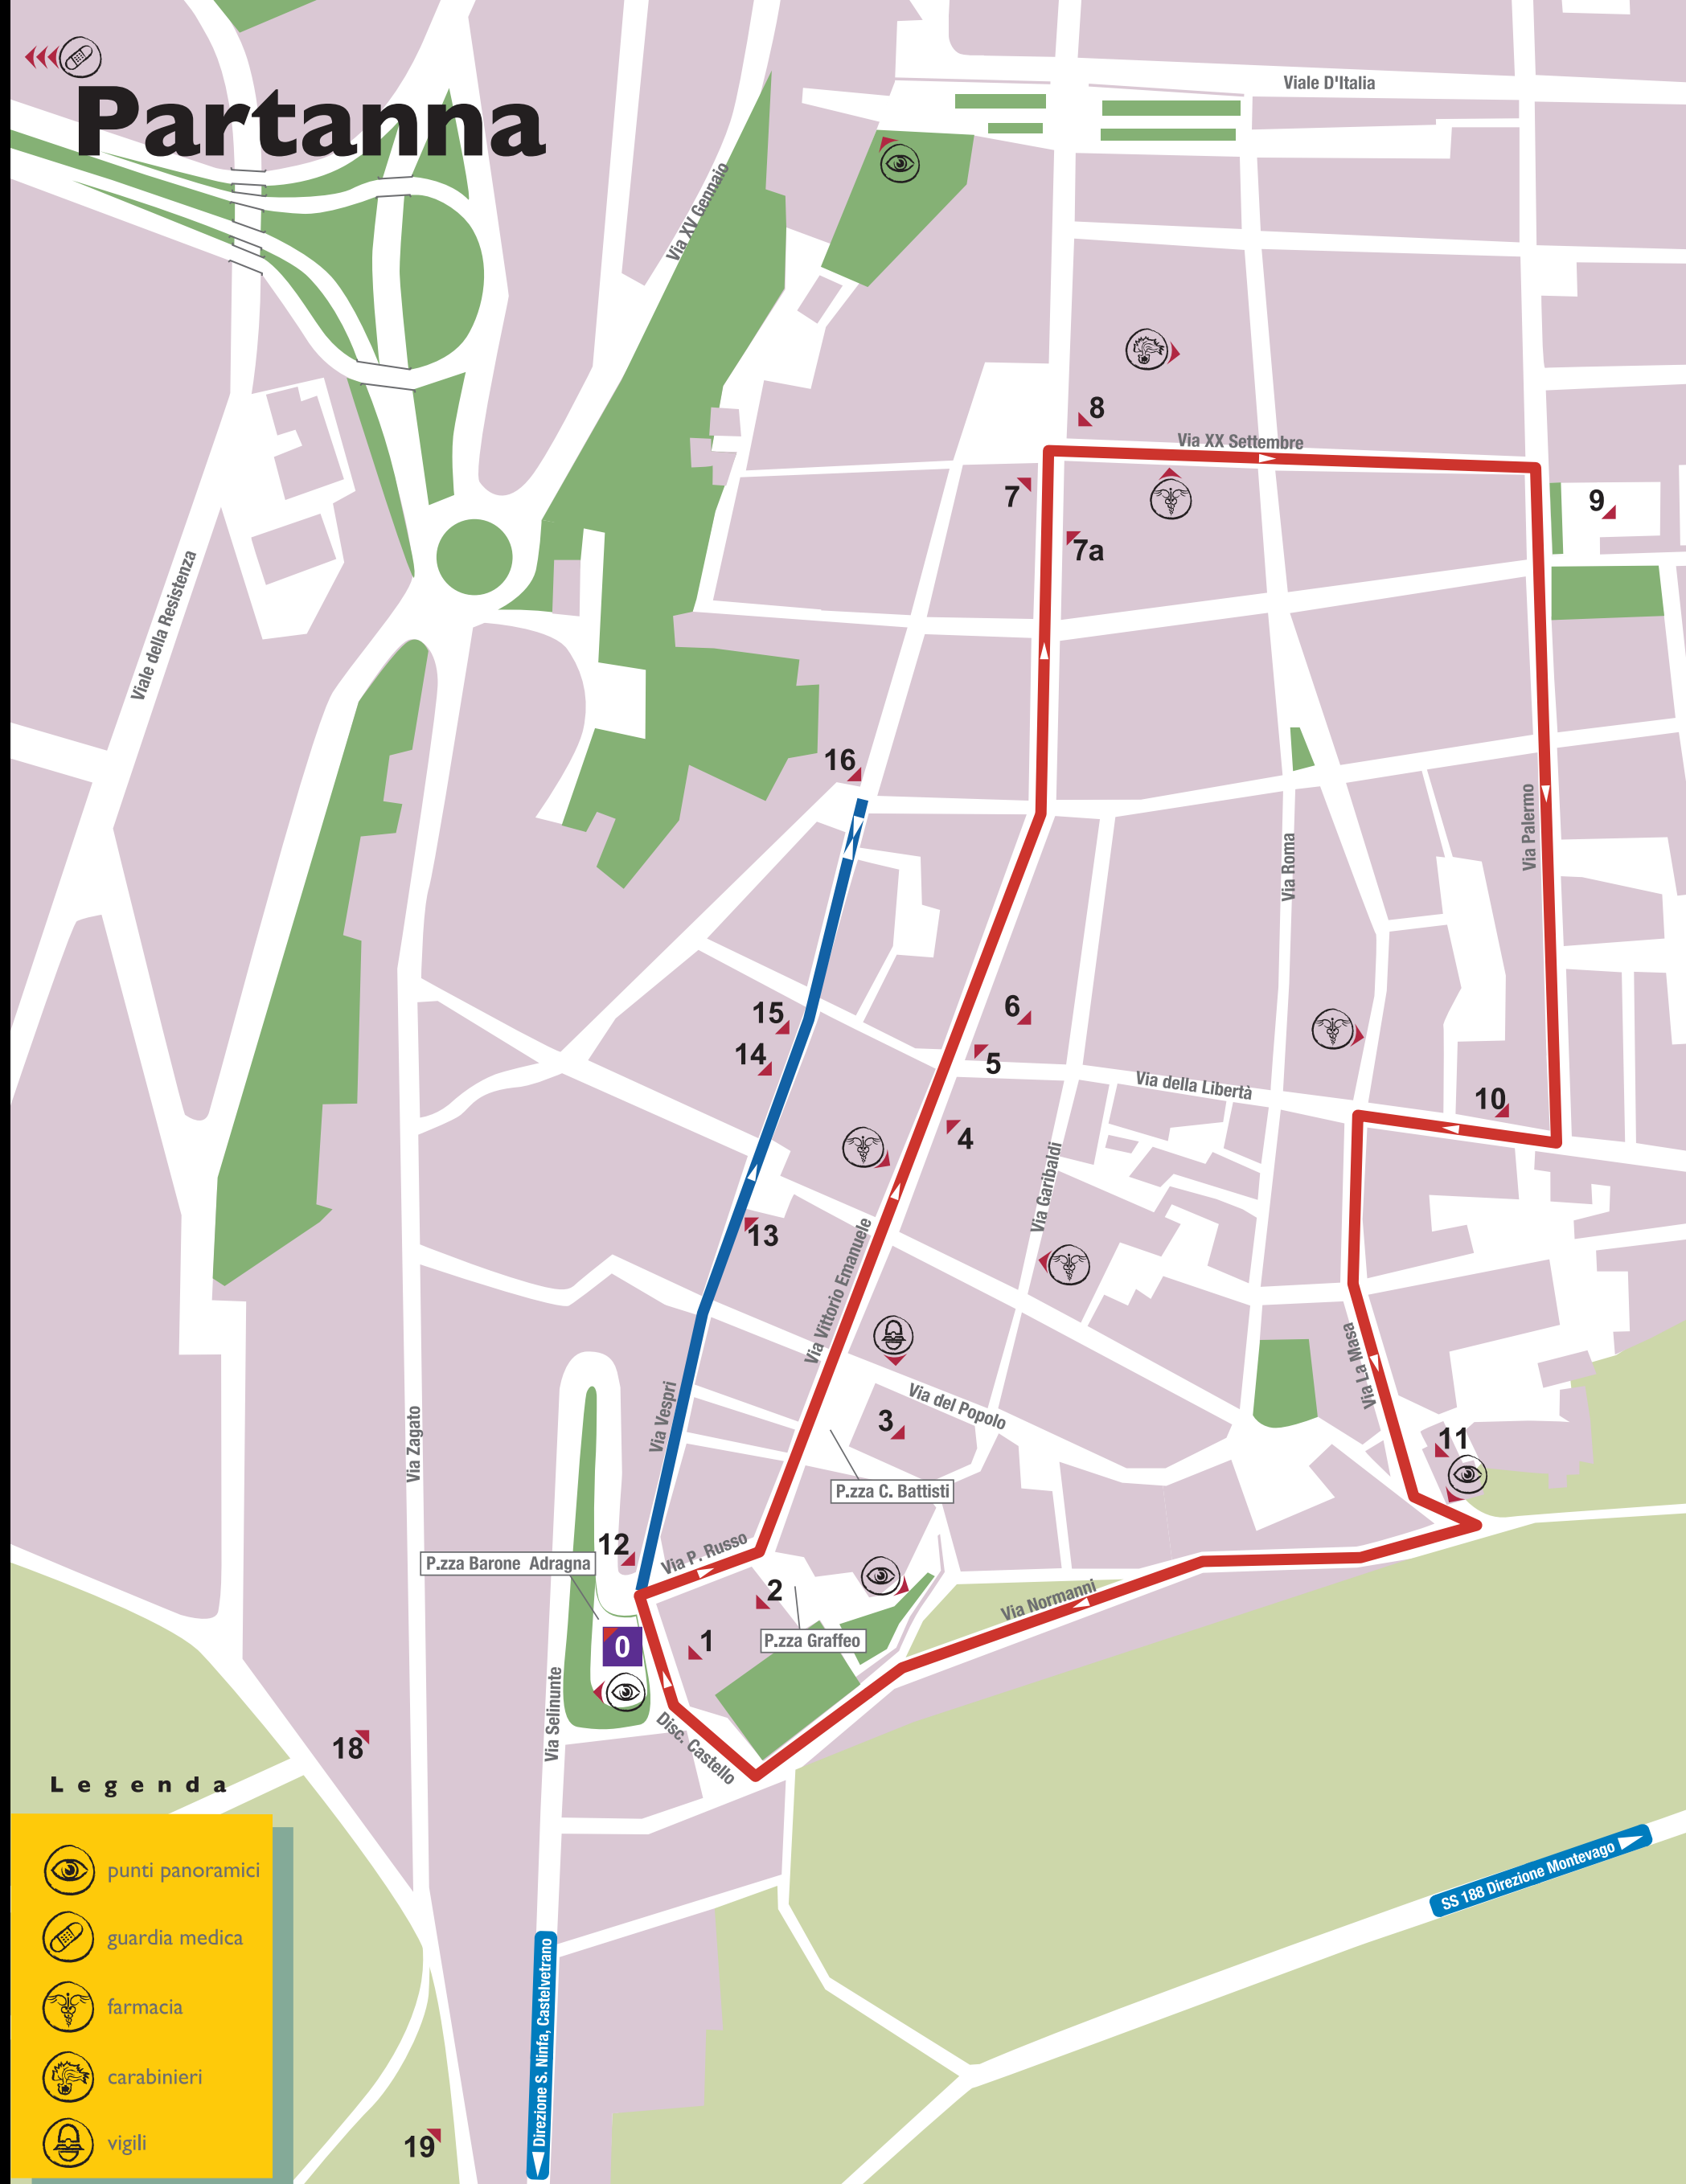 Partanna
Viale D'Italia
Via XV Gennaio
8
Via XX Settembre
7
9
7a
Viale della Resistenza
16
Via Palermo
Via Roma
6
15
14
5
Via della Libertà
10
4
Via Garibaldi
13
Via Vittorio Emanuele
Via La Masa
Via Vespri
Via del Popolo
3
Via Zagato
11
P.zza C. Battisti
12
Via P. Russo
P.zza Barone Adragna
2
Via Normanni
1
0
P.zza Graffeo
Via Selinunte
Disc. Castello
18
Legenda
punti panoramici
guardia medica
farmacia
carabinieri
vigili
SS 188 Direzione Montevago
Direzione S. Ninfa, Castelvetrano
19